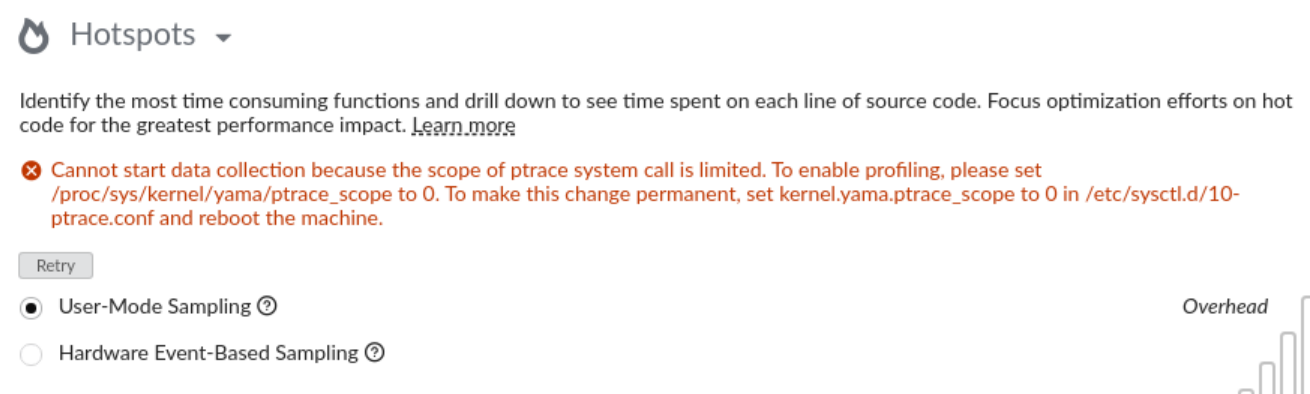 Hotspots
Identify the most time consuming functions and drill down to see time spent on each line of source code. Focus optimization efforts on hot
code for the greatest performance impact. Learn more
Cannot start data collection because the scope of ptrace system call is limited. To enable profiling, please set
/proc/sys/kernel/yama/ptrace_scope to 0. To make this change permanent, set kernel.yama.ptrace_scope to 0 in /etc/sysctl.d/10-
ptrace.conf and reboot the machine.
Retry
User-Mode Sampling ?
Overhead
Hardware Event-Based Sampling ?